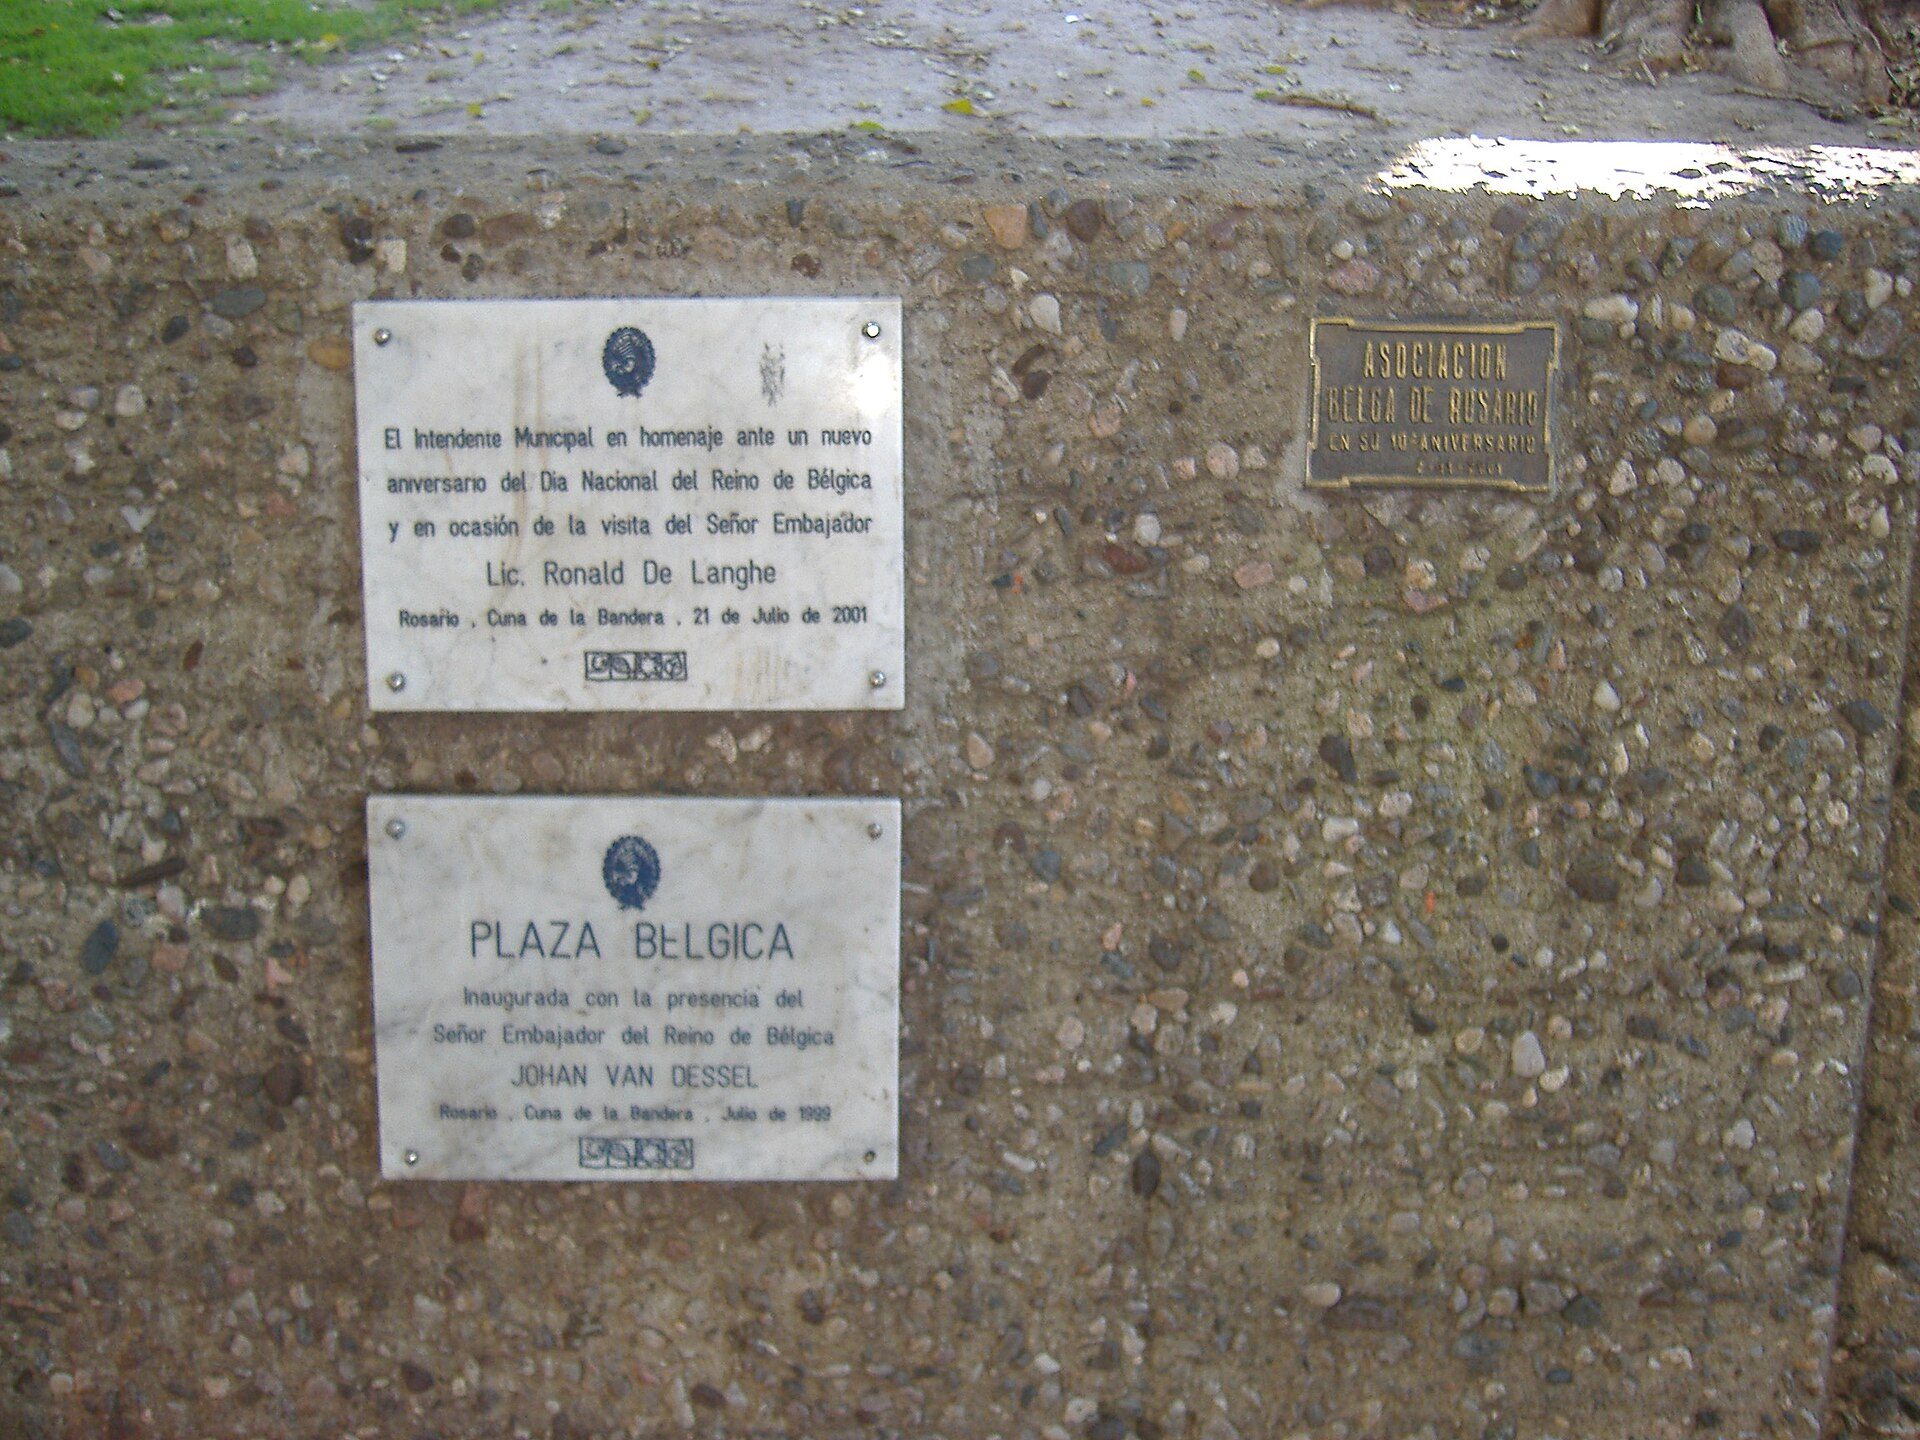 El Intendente Municipal en homenaje ante un nuevo
aniversario del Dia Nacional del Reino de Bélgica
y en ocasión de la visita del Señor Embajador
Lic. Ronald De Langhe
Rosario , Cuna de la Bandera , 21 de Julio de 2001
PLAZA BELGICA
Inaugurada con la presencia del
Señor Embajador del Reino de Bélgica
JOHAN VAN DESSEL
Rosario , Cuna de la Bandera , Julio de 1999
ASOCIACION
BELGA DE ROSARIO
EN SU 10º ANIVERSARIO